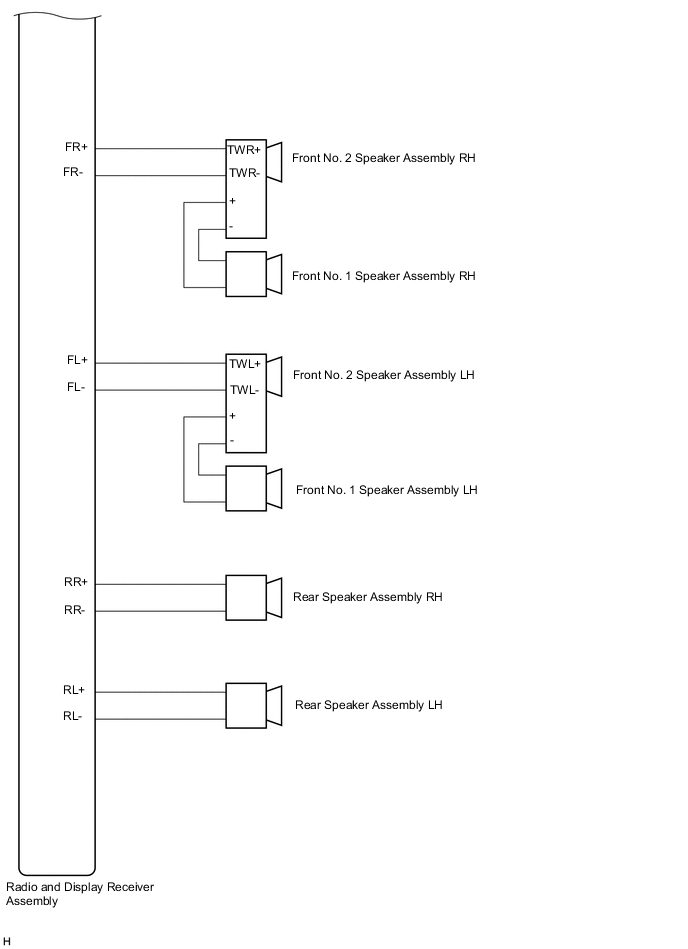 FR+
TWR+
Front No. 2 Speaker Assembly RH
FR-
TWR-
+
-
Front No. 1 Speaker Assembly RH
FL+
TWL+
Front No. 2 Speaker Assembly LH
FL-
TWL-
+
-
Front No. 1 Speaker Assembly LH
RR+
Rear Speaker Assembly RH
RR-
RL+
Rear Speaker Assembly LH
RL-
Radio and Display Receiver
Assembly
H